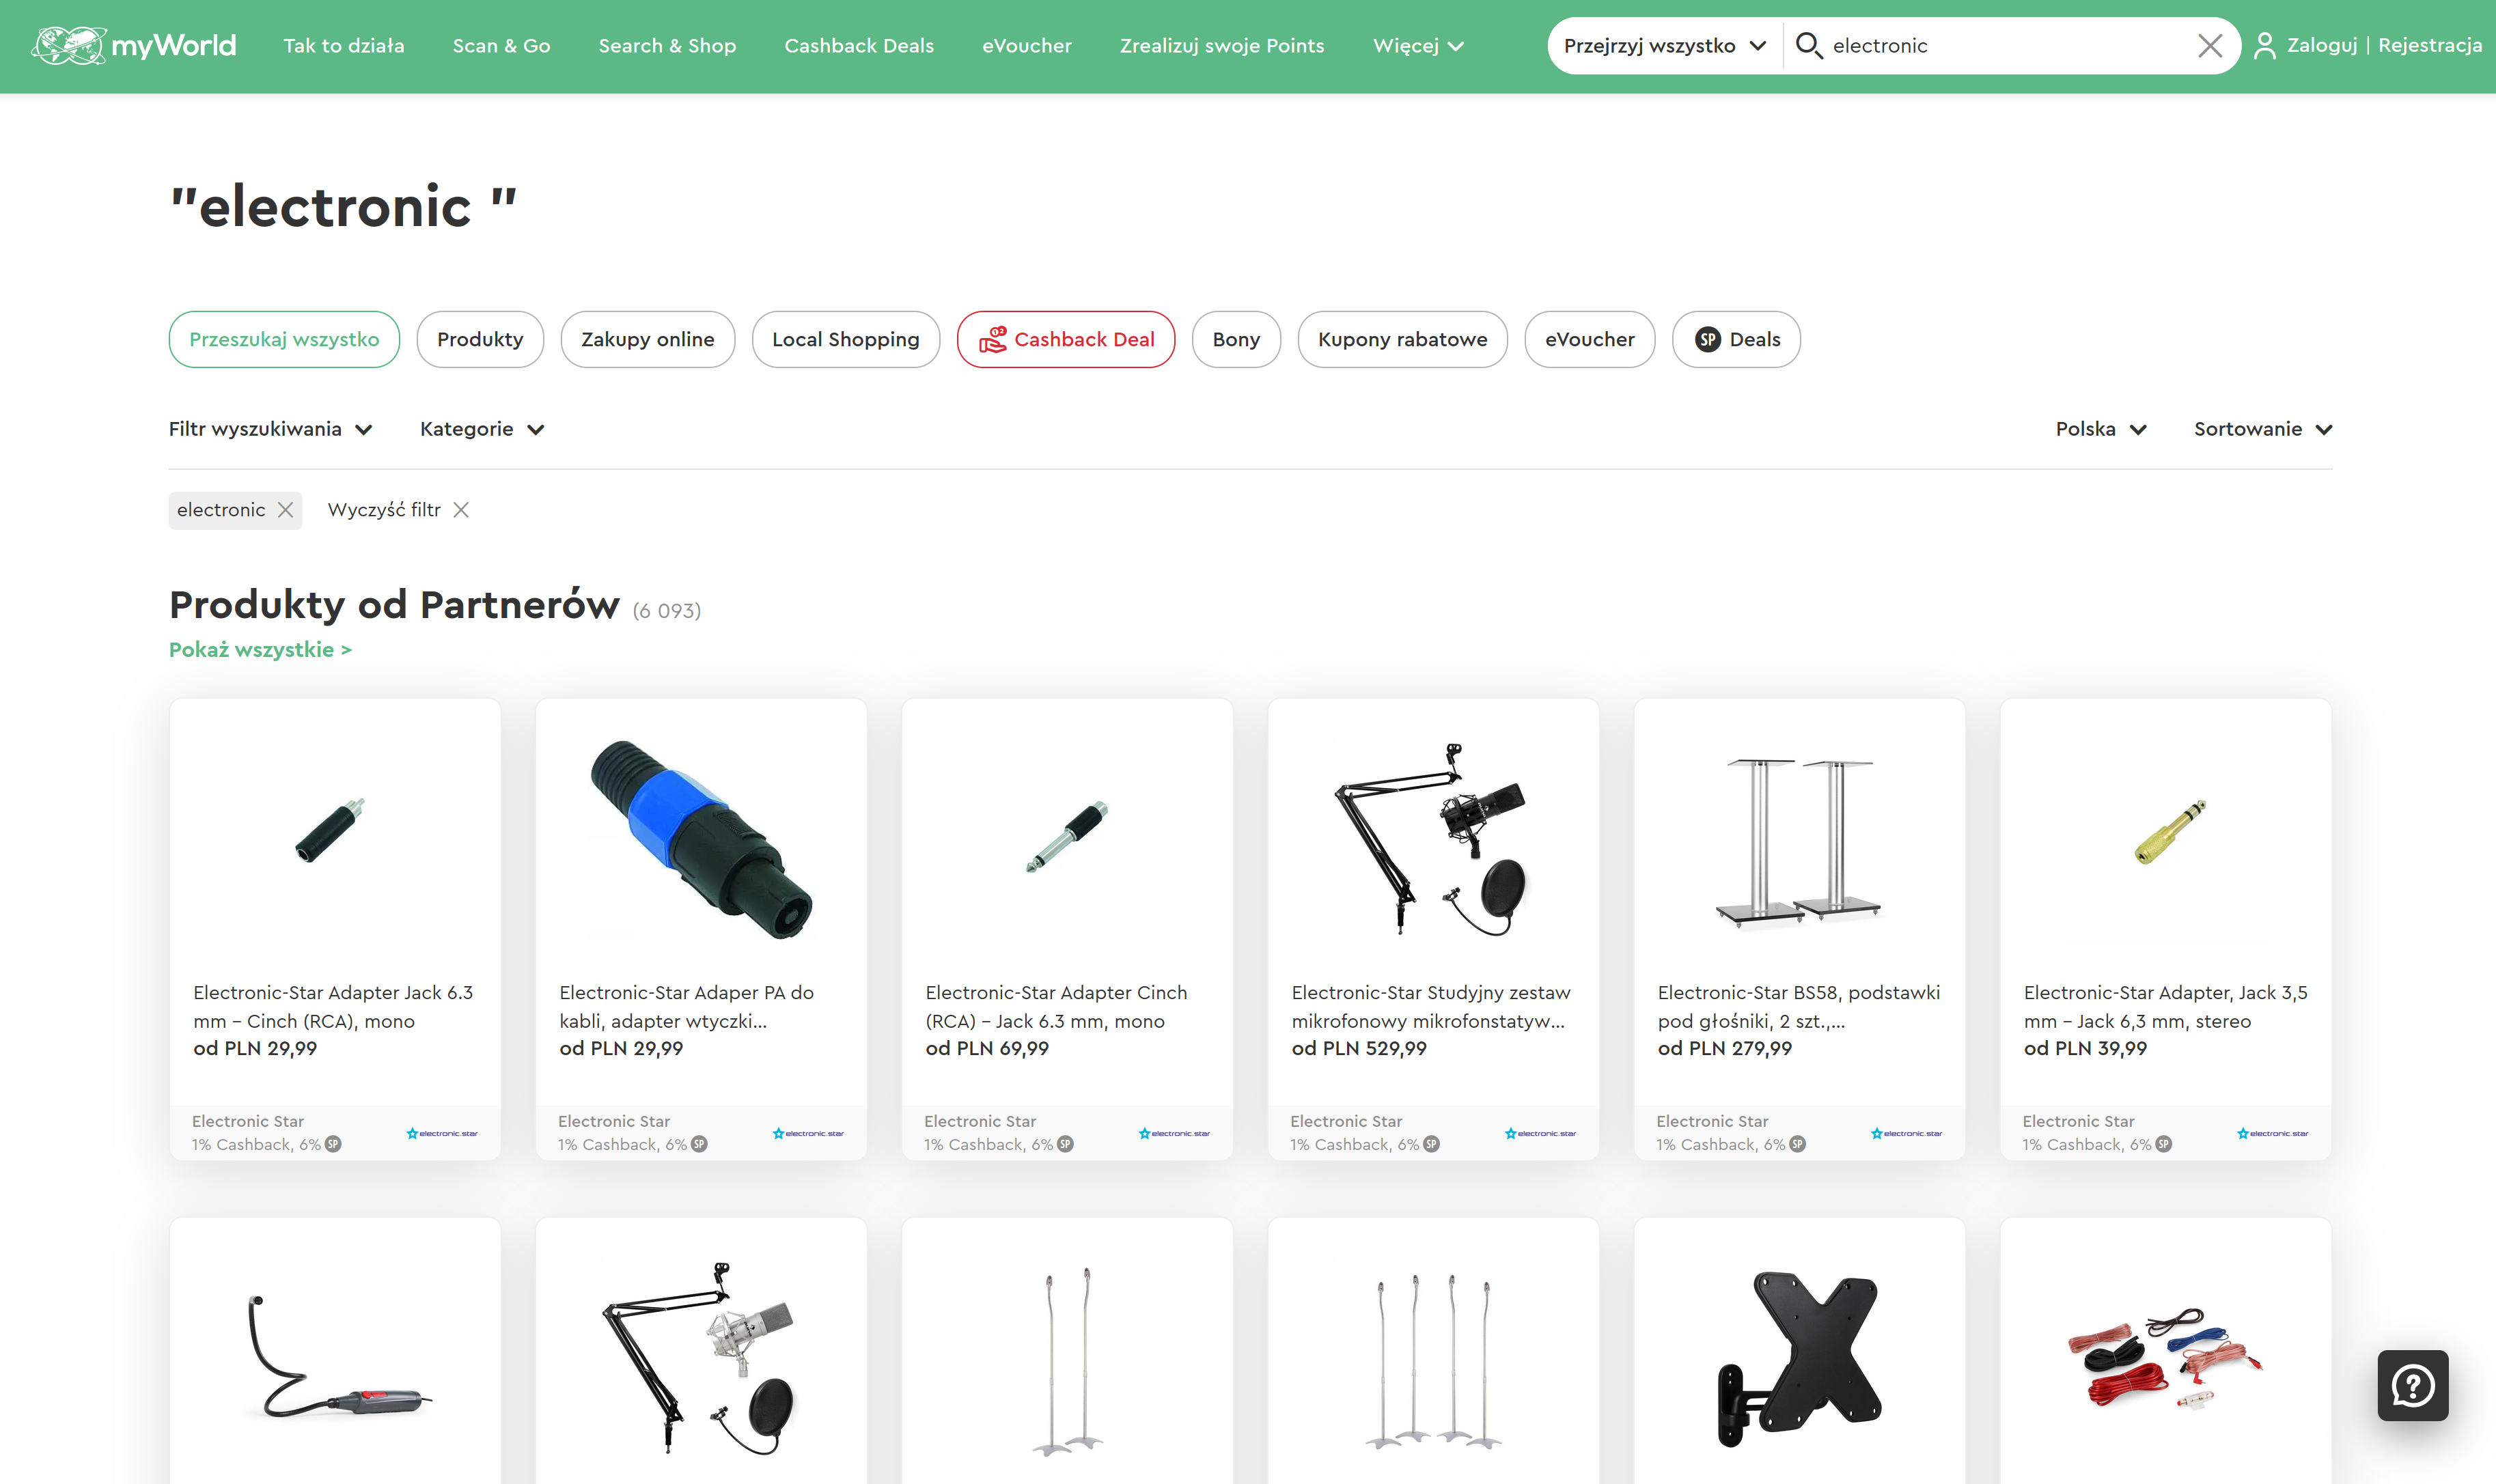 myWorld
Tak to działa
Scan & Go
Search & Shop
Cashback Deals
eVoucher
Zrealizuj swoje Points
Więcej
Przejrzyj wszystko
electronic
Zaloguj | Rejestracja
"electronic "
Przeszukaj wszystko
Produkty
Zakupy online
Local Shopping
Cashback Deal
Bony
Kupony rabatowe
eVoucher
SP Deals
Filtr wyszukiwania
Kategorie
Polska
Sortowanie
electronic
Wyczyść filtr
Produkty od Partnerów (6 093)
Pokaż wszystkie >
Electronic-Star Adapter Jack 6.3
mm – Cinch (RCA), mono
od PLN 29,99
Electronic Star
1% Cashback, 6% SP
electronic star
Electronic-Star Adaper PA do
kabli, adapter wtyczki...
od PLN 29,99
Electronic Star
1% Cashback, 6% SP
electronic star
Electronic-Star Adapter Cinch
(RCA) – Jack 6.3 mm, mono
od PLN 69,99
Electronic Star
1% Cashback, 6% SP
electronic star
Electronic-Star Studyjny zestaw
mikrofonowy mikrofonstatyw...
od PLN 529,99
Electronic Star
1% Cashback, 6% SP
electronic star
Electronic-Star BS58, podstawki
pod głośniki, 2 szt.,...
od PLN 279,99
Electronic Star
1% Cashback, 6% SP
electronic star
Electronic-Star Adapter, Jack 3,5
mm – Jack 6,3 mm, stereo
od PLN 39,99
Electronic Star
1% Cashback, 6% SP
electronic star